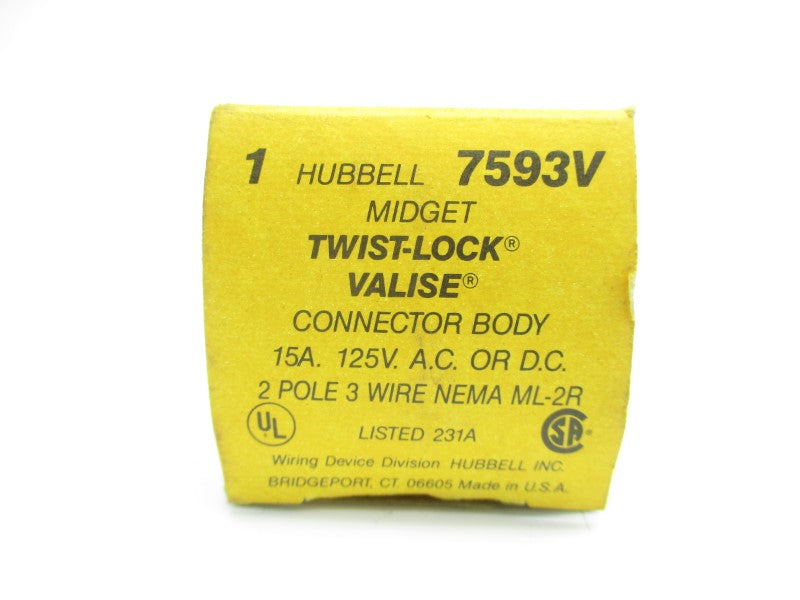 1 HUBBELL 7593V
MIDGET
TWIST-LOCK®
VALISE®
CONNECTOR BODY
15A. 125V. A.C. OR D.C.
2 POLE 3 WIRE NEMA ML-2R
UL LISTED 231A SA
Wiring Device Division HUBBELL INC.
BRIDGEPORT, CT 06605 Made in U.S.A.